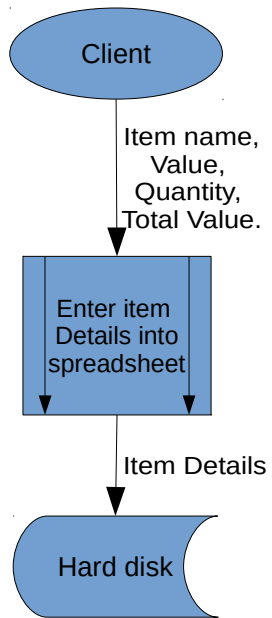 Client
Item name,
Value,
Quantity,
Total Value.
Enter item
Details into
spreadsheet
Item Details
Hard disk